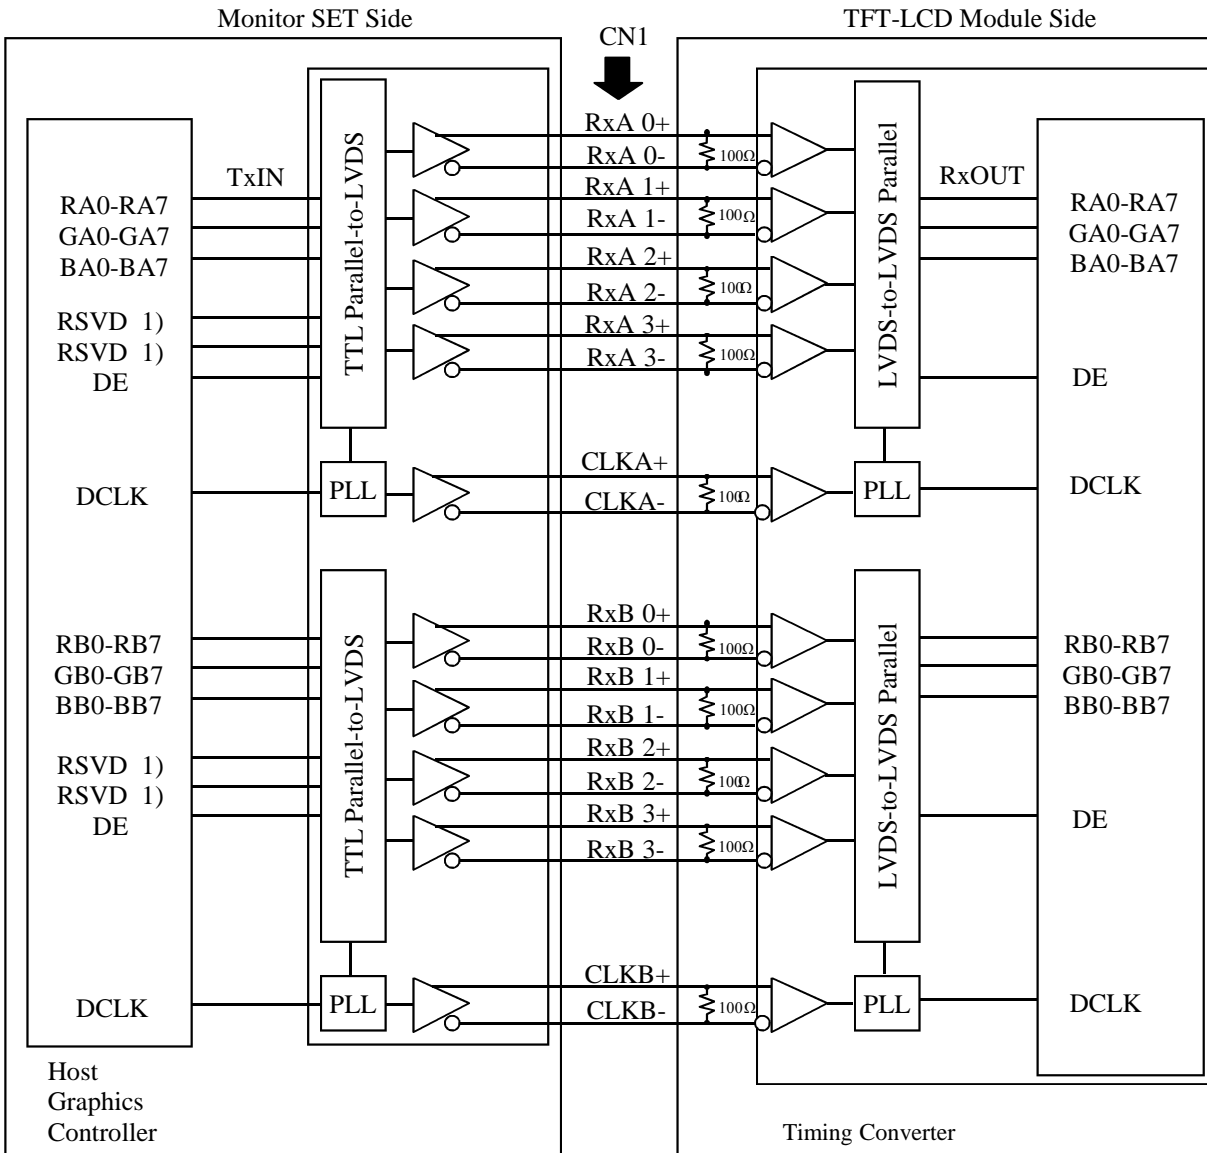 Monitor SET Side
TFT-LCD Module Side
CN1
TxIN
RA0-RA7
GA0-GA7
BA0-BA7
RSVD 1)
RSVD 1)
DE
DCLK
TTL Parallel-to-LVDS
PLL
RxA 0+
RxA 0-
RxA 1+
RxA 1-
RxA 2+
RxA 2-
RxA 3+
RxA 3-
CLKA+
CLKA-
100Ω
100Ω
100Ω
100Ω
100Ω
LVDS-to-LVDS Parallel
PLL
RxOUT
RA0-RA7
GA0-GA7
BA0-BA7
DE
DCLK
RB0-RB7
GB0-GB7
BB0-BB7
RSVD 1)
RSVD 1)
DE
DCLK
TTL Parallel-to-LVDS
PLL
RxB 0+
RxB 0-
RxB 1+
RxB 1-
RxB 2+
RxB 2-
RxB 3+
RxB 3-
CLKB+
CLKB-
100Ω
100Ω
100Ω
100Ω
100Ω
LVDS-to-LVDS Parallel
PLL
RB0-RB7
GB0-GB7
BB0-BB7
DE
DCLK
Host
Graphics
Controller
Timing Converter